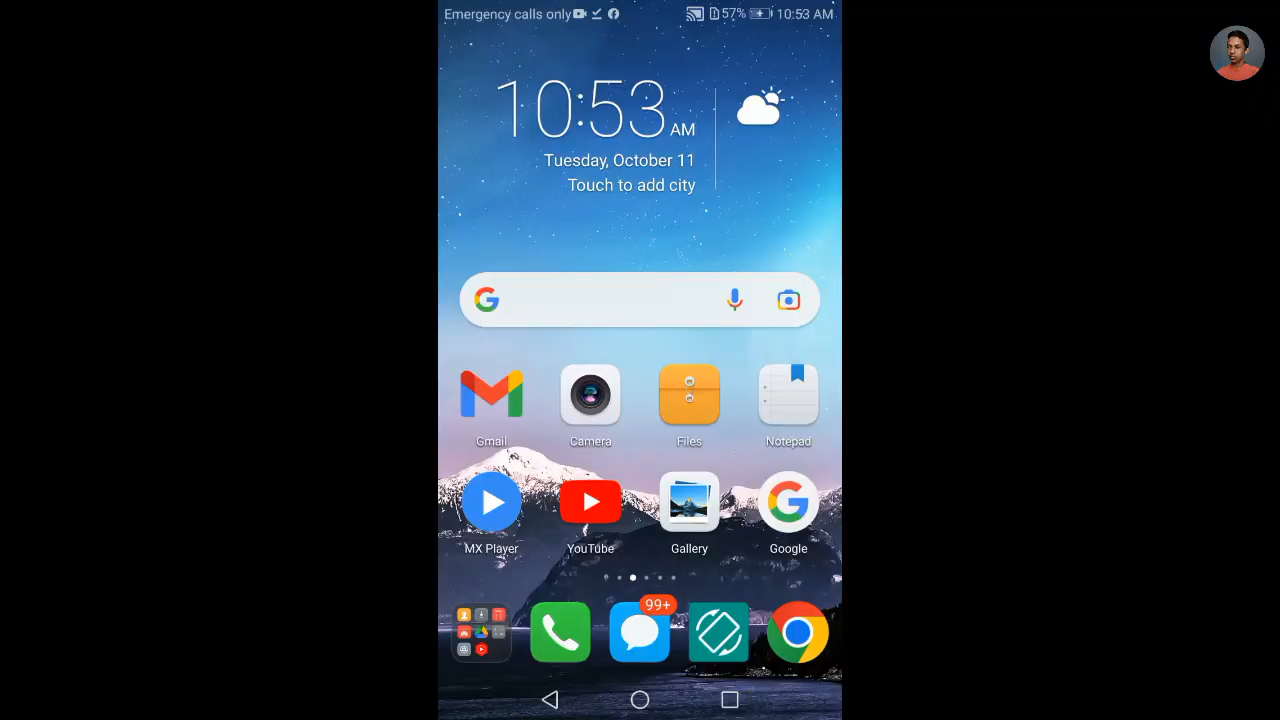 Emergency calls only 57% 10:53 AM
10:53 AM
Tuesday, October 11
Touch to add city
Gmail Camera Files Notepad
MX Player YouTube Gallery Google
99+